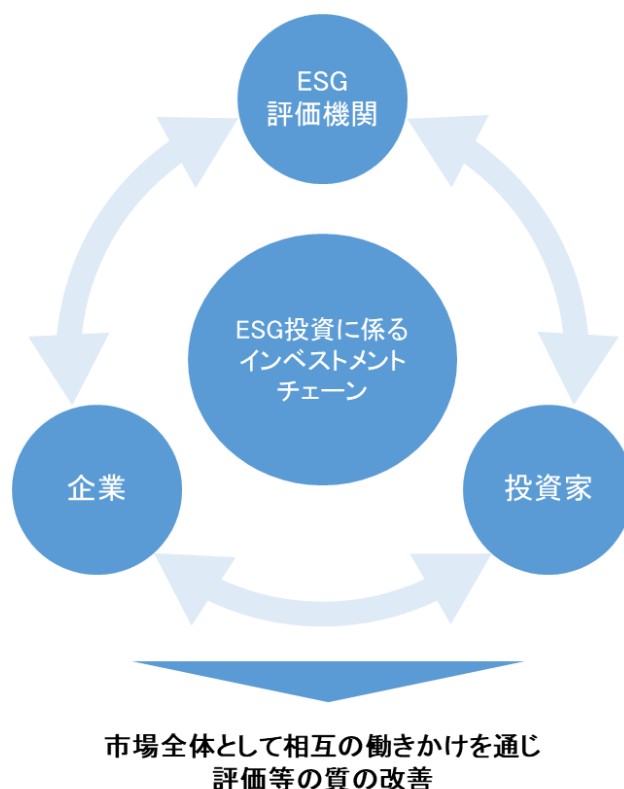 ESG
評価機関
ESG投資に係る
インベストメント
チェーン
企業
投資家
市場全体として相互の働きかけを通じ
評価等の質の改善